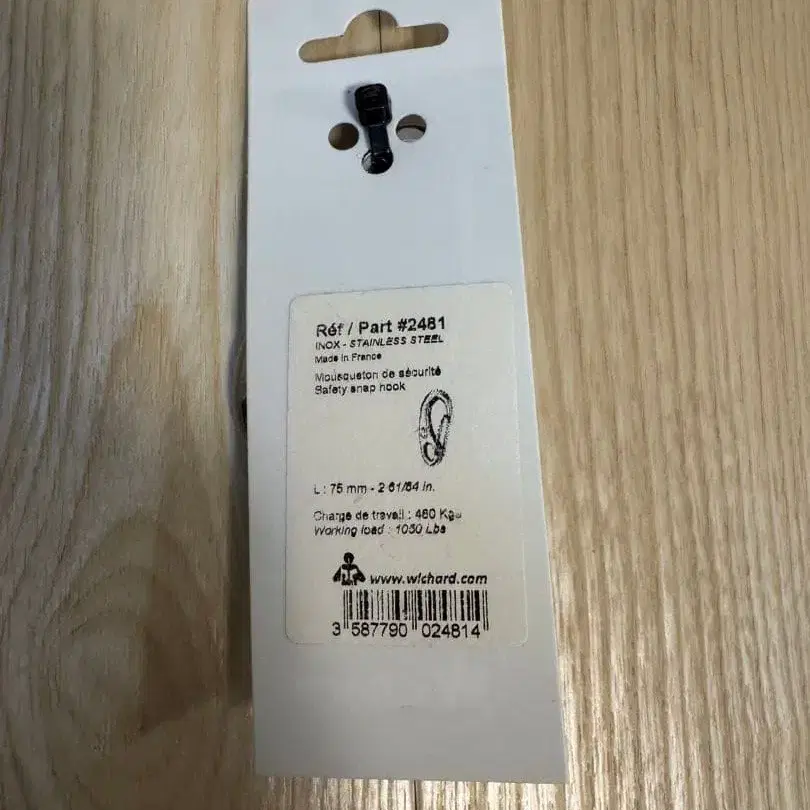 Réf / Part #2481
INOX - STAINLESS STEEL
Made in France
Mousqueton de sécurité
Safety snap hook
L : 75 mm - 2 61/64 in.
Charge de travail : 480 Kgs
Working load : 1050 Lbs
www.wichard.com
3 587790 024814